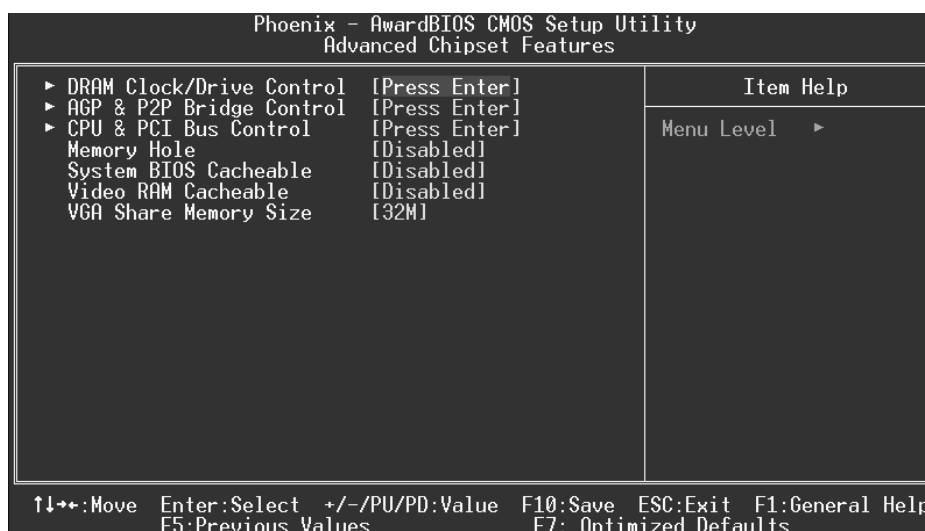 Phoenix - AwardBIOS CMOS Setup Utility
Advanced Chipset Features
► DRAM Clock/Drive Control [Press Enter]
► AGP & P2P Bridge Control [Press Enter]
► CPU & PCI Bus Control [Press Enter]
Memory Hole [Disabled]
System BIOS Cacheable [Disabled]
Video RAM Cacheable [Disabled]
VGA Share Memory Size [32M]
Item Help
Menu Level ►
↑↓→←:Move Enter:Select +/-/PU/PD:Value F10:Save ESC:Exit F1:General Help
F5:Previous Values F7: Optimized Defaults